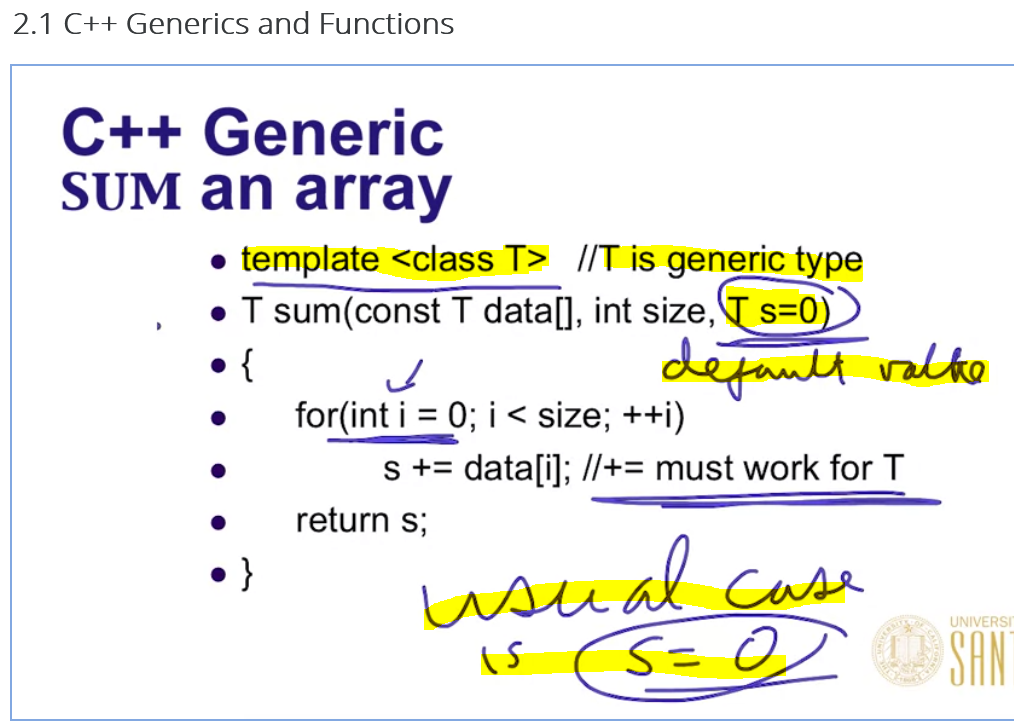 2.1 C++ Generics and Functions
C++ Generic
SUM an array
• template <class T> //T is generic type
• T sum(const T data[], int size, T s=0)
• {
default value
• for(int i = 0; i < size; ++i)
• s += data[i]; //+= must work for T
• return s;
• }
usual case
is s = 0
UNIVERSI
SAN